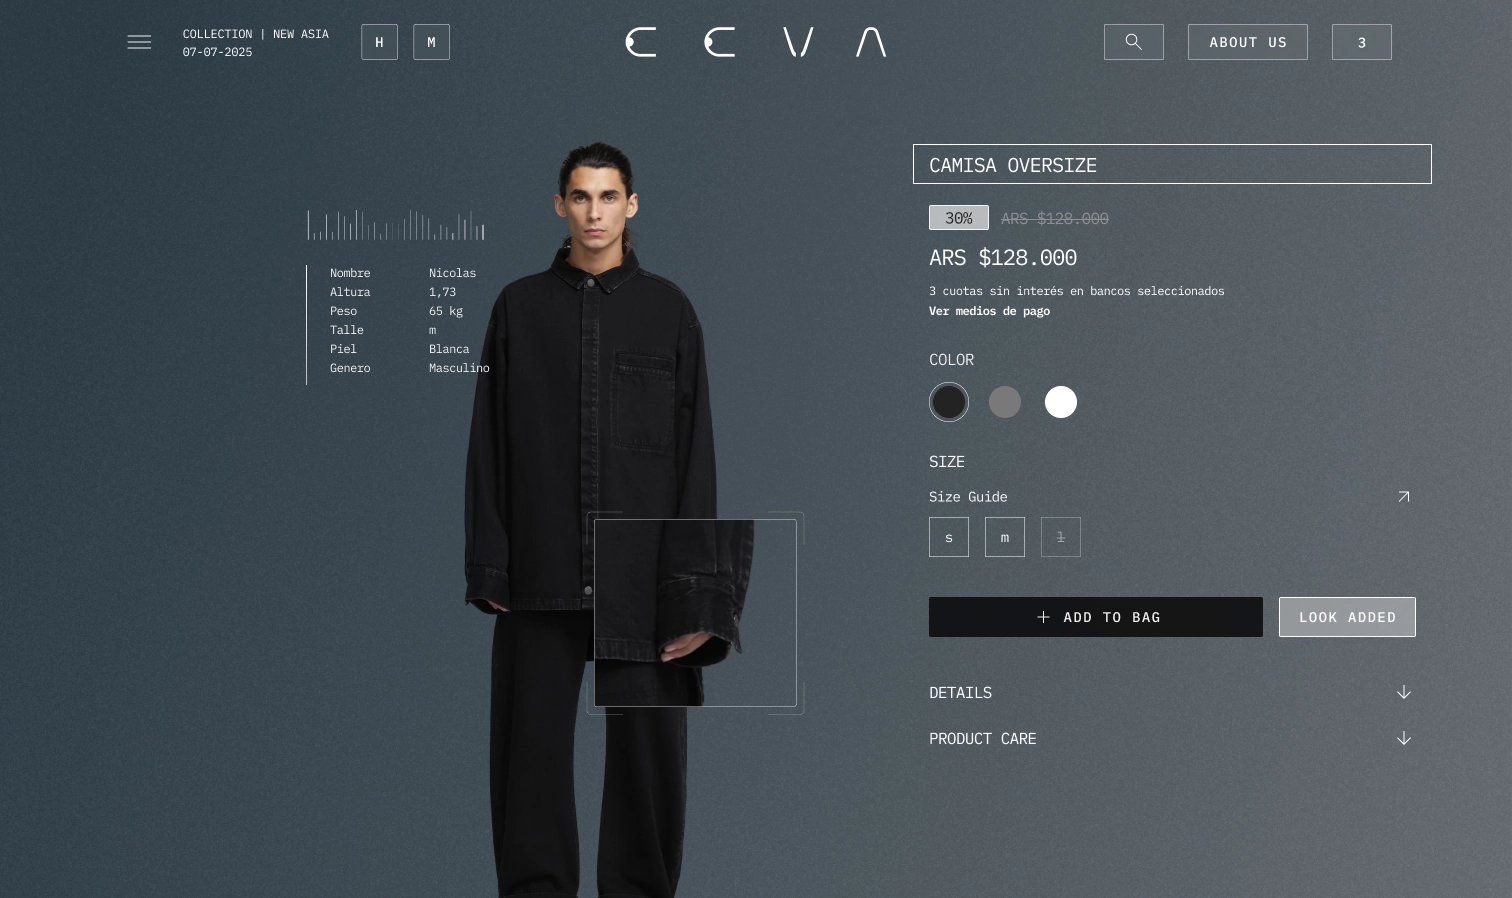 COLLECTION | NEW ASIA
07-07-2025
H
M
CEVA
ABOUT US
3
CAMISA OVERSIZE
30% ARS $128.000
ARS $128.000
3 cuotas sin interés en bancos seleccionados
Ver medios de pago
Nombre Nicolas
Altura 1,73
Peso 65 kg
Talle m
Piel Blanca
Genero Masculino
COLOR
SIZE
Size Guide
s
m
l
ADD TO BAG
LOOK ADDED
DETAILS
PRODUCT CARE